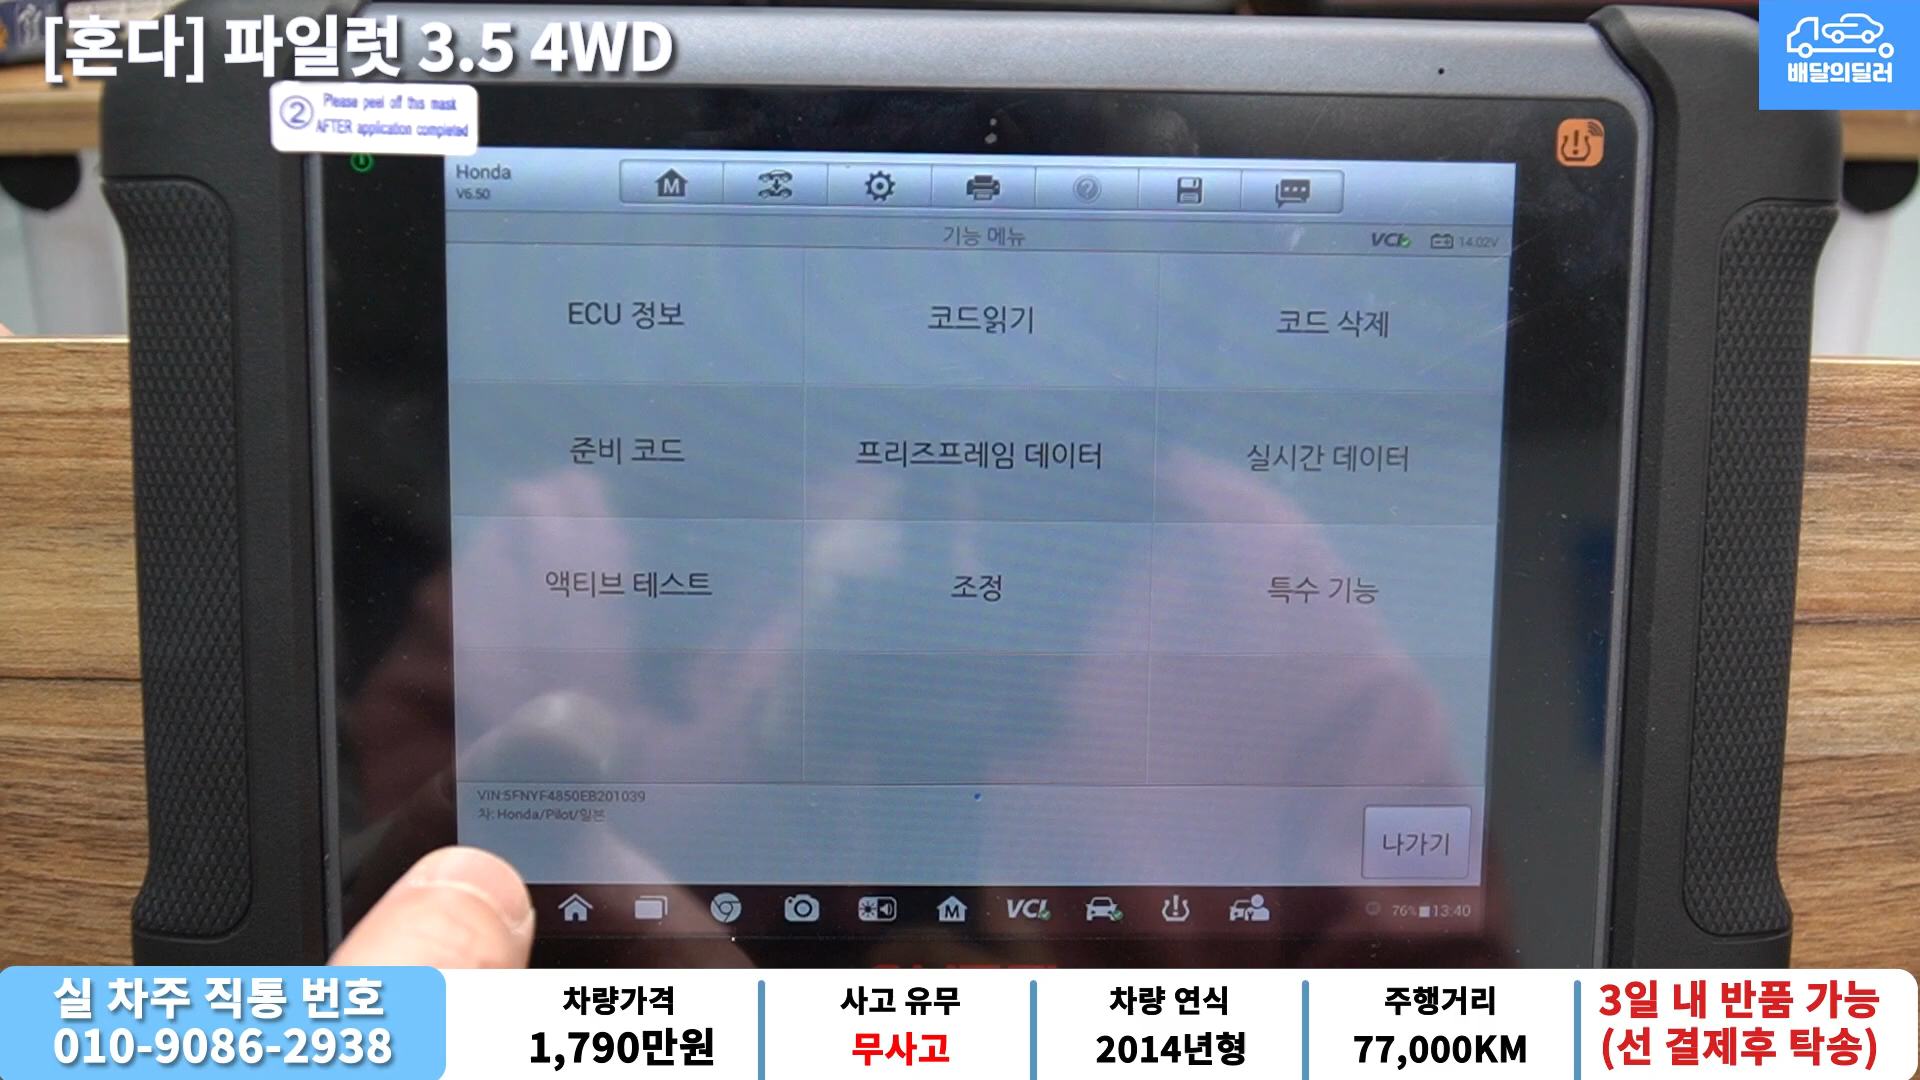 [혼다] 파일럿 3.5 4WD
배달의딜러
② Please peel off this mask
AFTER application completed
Honda
V6.50
기능 메뉴
VCI 14.02V
ECU 정보
코드읽기
코드 삭제
준비 코드
프리즈프레임 데이터
실시간 데이터
액티브 테스트
조정
특수 기능
VIN:5FNYF4850EB201039
차: Honda/Pilot/일본
나가기
VCI
76% 13:40
실 차주 직통 번호
010-9086-2938
차량가격
1,790만원
사고 유무
무사고
차량 연식
2014년형
주행거리
77,000KM
3일 내 반품 가능
(선 결제후 탁송)